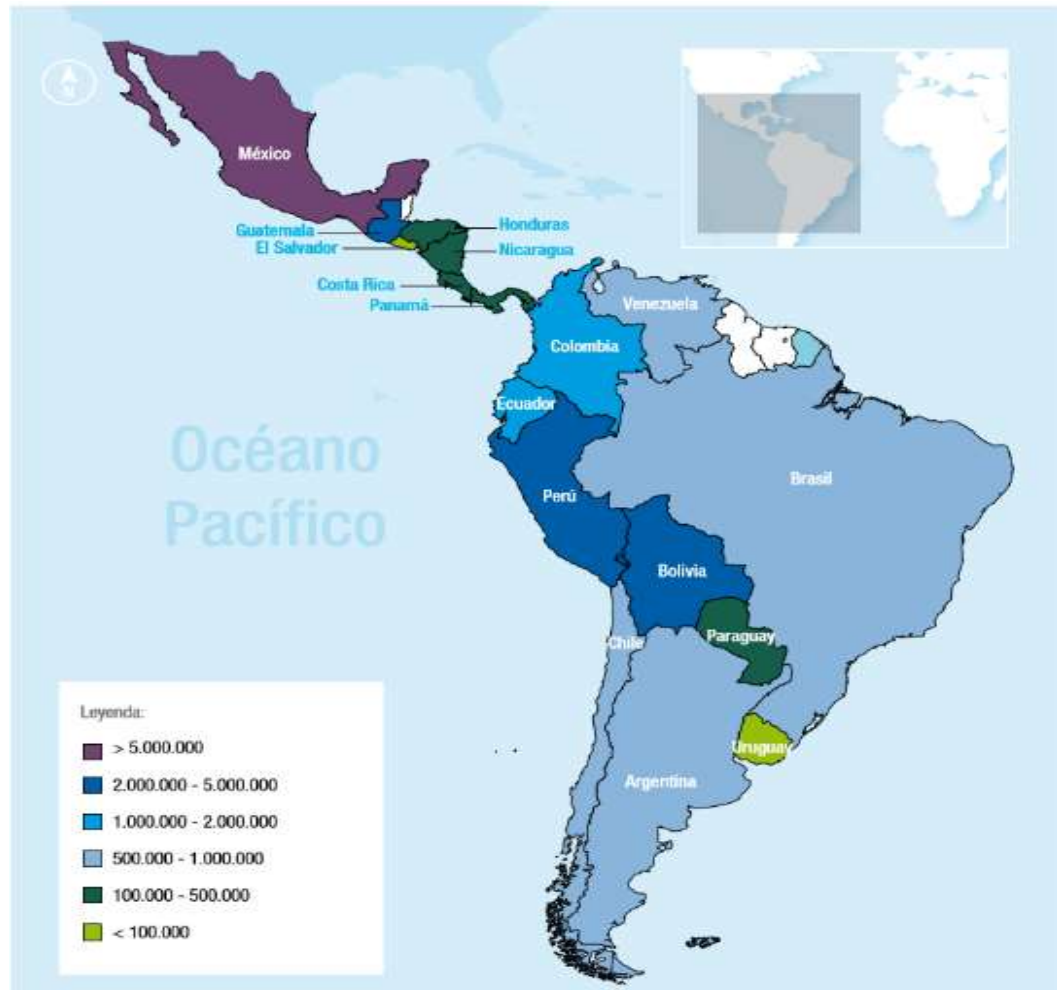 N
México
Guatemala
Honduras
El Salvador
Nicaragua
Costa Rica
Panamá
Venezuela
Colombia
Ecuador
Océano
Pacífico
Brasil
Perú
Bolivia
Paraguay
Chile
Uruguay
Argentina
Leyenda:
> 5.000.000
2.000.000 - 5.000.000
1.000.000 - 2.000.000
500.000 - 1.000.000
100.000 - 500.000
< 100.000